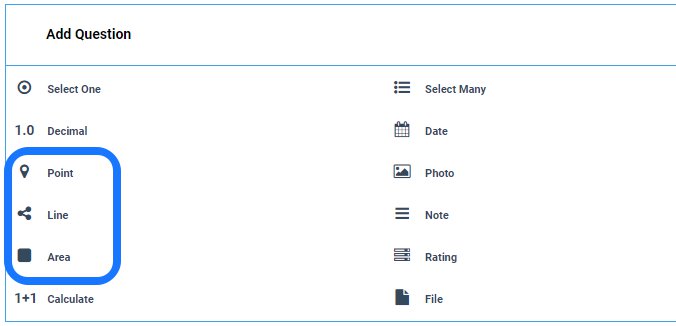 Add Question
Select One
Select Many
1.0 Decimal
Date
Point
Photo
Line
Note
Area
Rating
1+1 Calculate
File